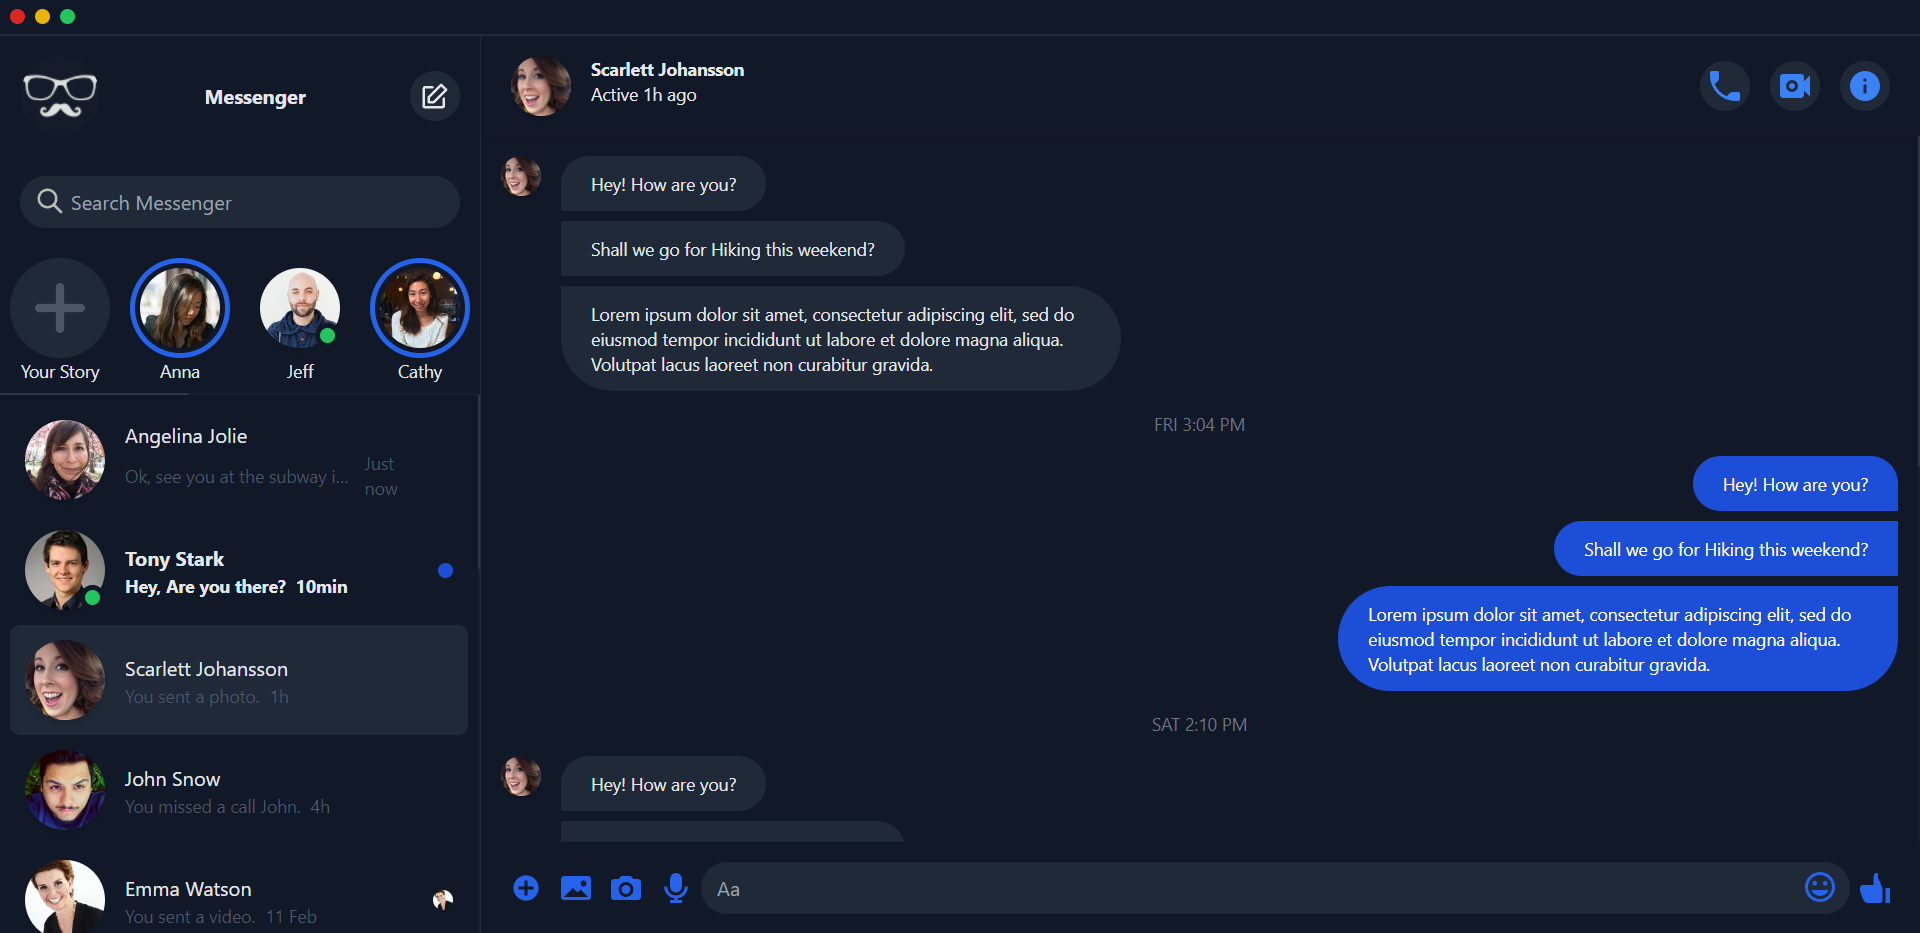 Messenger
Search Messenger
Your Story
Anna
Jeff
Cathy
Angelina Jolie
Ok, see you at the subway i...
Just
now
Tony Stark
Hey, Are you there? 10min
Scarlett Johansson
You sent a photo. 1h
John Snow
You missed a call John. 4h
Emma Watson
You sent a video. 11 Feb
Scarlett Johansson
Active 1h ago
Hey! How are you?
Shall we go for Hiking this weekend?
Lorem ipsum dolor sit amet, consectetur adipiscing elit, sed do
eiusmod tempor incididunt ut labore et dolore magna aliqua.
Volutpat lacus laoreet non curabitur gravida.
FRI 3:04 PM
Hey! How are you?
Shall we go for Hiking this weekend?
Lorem ipsum dolor sit amet, consectetur adipiscing elit, sed do
eiusmod tempor incididunt ut labore et dolore magna aliqua.
Volutpat lacus laoreet non curabitur gravida.
SAT 2:10 PM
Hey! How are you?
Aa